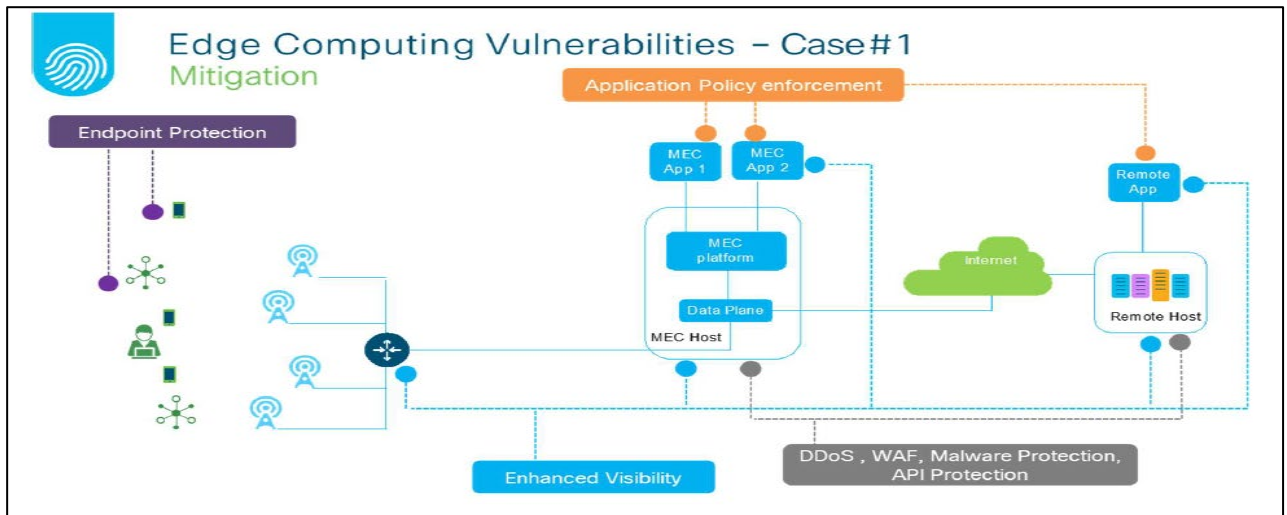 Edge Computing Vulnerabilities – Case#1
Mitigation
Application Policy enforcement
Endpoint Protection
MEC
App 1
MEC
App 2
Remote
App
MEC
platform
Internet
Data Plane
MEC Host
Remote Host
DDoS , WAF, Malware Protection,
API Protection
Enhanced Visibility